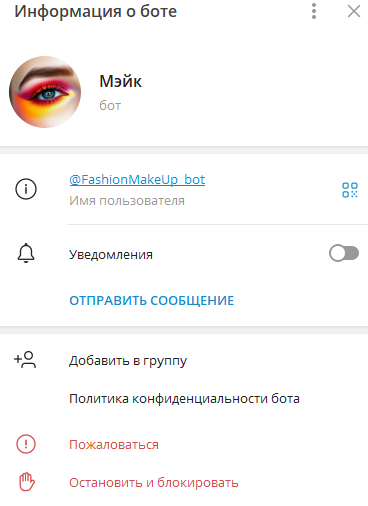 Информация о боте
Мэйк
бот
@FashionMakeUp_bot
Имя пользователя
Уведомления
ОТПРАВИТЬ СООБЩЕНИЕ
Добавить в группу
Политика конфиденциальности бота
Пожаловаться
Остановить и блокировать